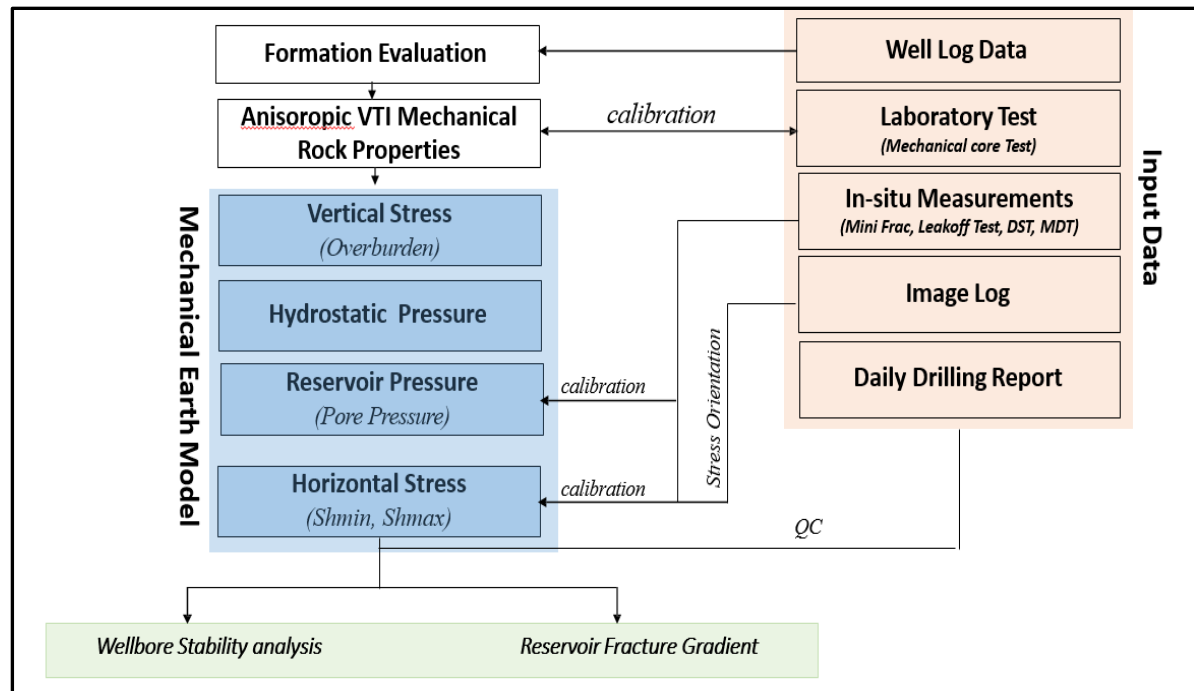 Formation Evaluation
Well Log Data
Anisoropic VTI Mechanical
Rock Properties
calibration
Laboratory Test
(Mechanical core Test)
Input Data
Mechanical Earth Model
Vertical Stress
(Overburden)
In-situ Measurements
(Mini Frac, Leakoff Test, DST, MDT)
Hydrostatic Pressure
Image Log
Reservoir Pressure
(Pore Pressure)
calibration
Stress Orientation
Daily Drilling Report
Horizontal Stress
(Shmin, Shmax)
calibration
QC
Wellbore Stability analysis
Reservoir Fracture Gradient